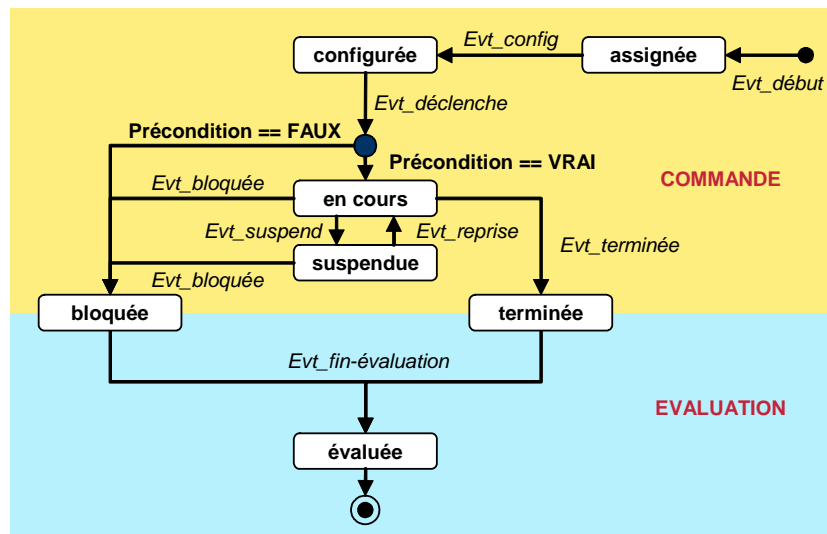 Evt_config
configurée
assignée
Evt_début
Evt_déclenche
Précondition == FAUX
Précondition == VRAI
Evt_bloquée
COMMANDE
en cours
Evt_suspend
Evt_reprise
Evt_terminée
suspendue
Evt_bloquée
bloquée
terminée
Evt_fin-évaluation
EVALUATION
évaluée